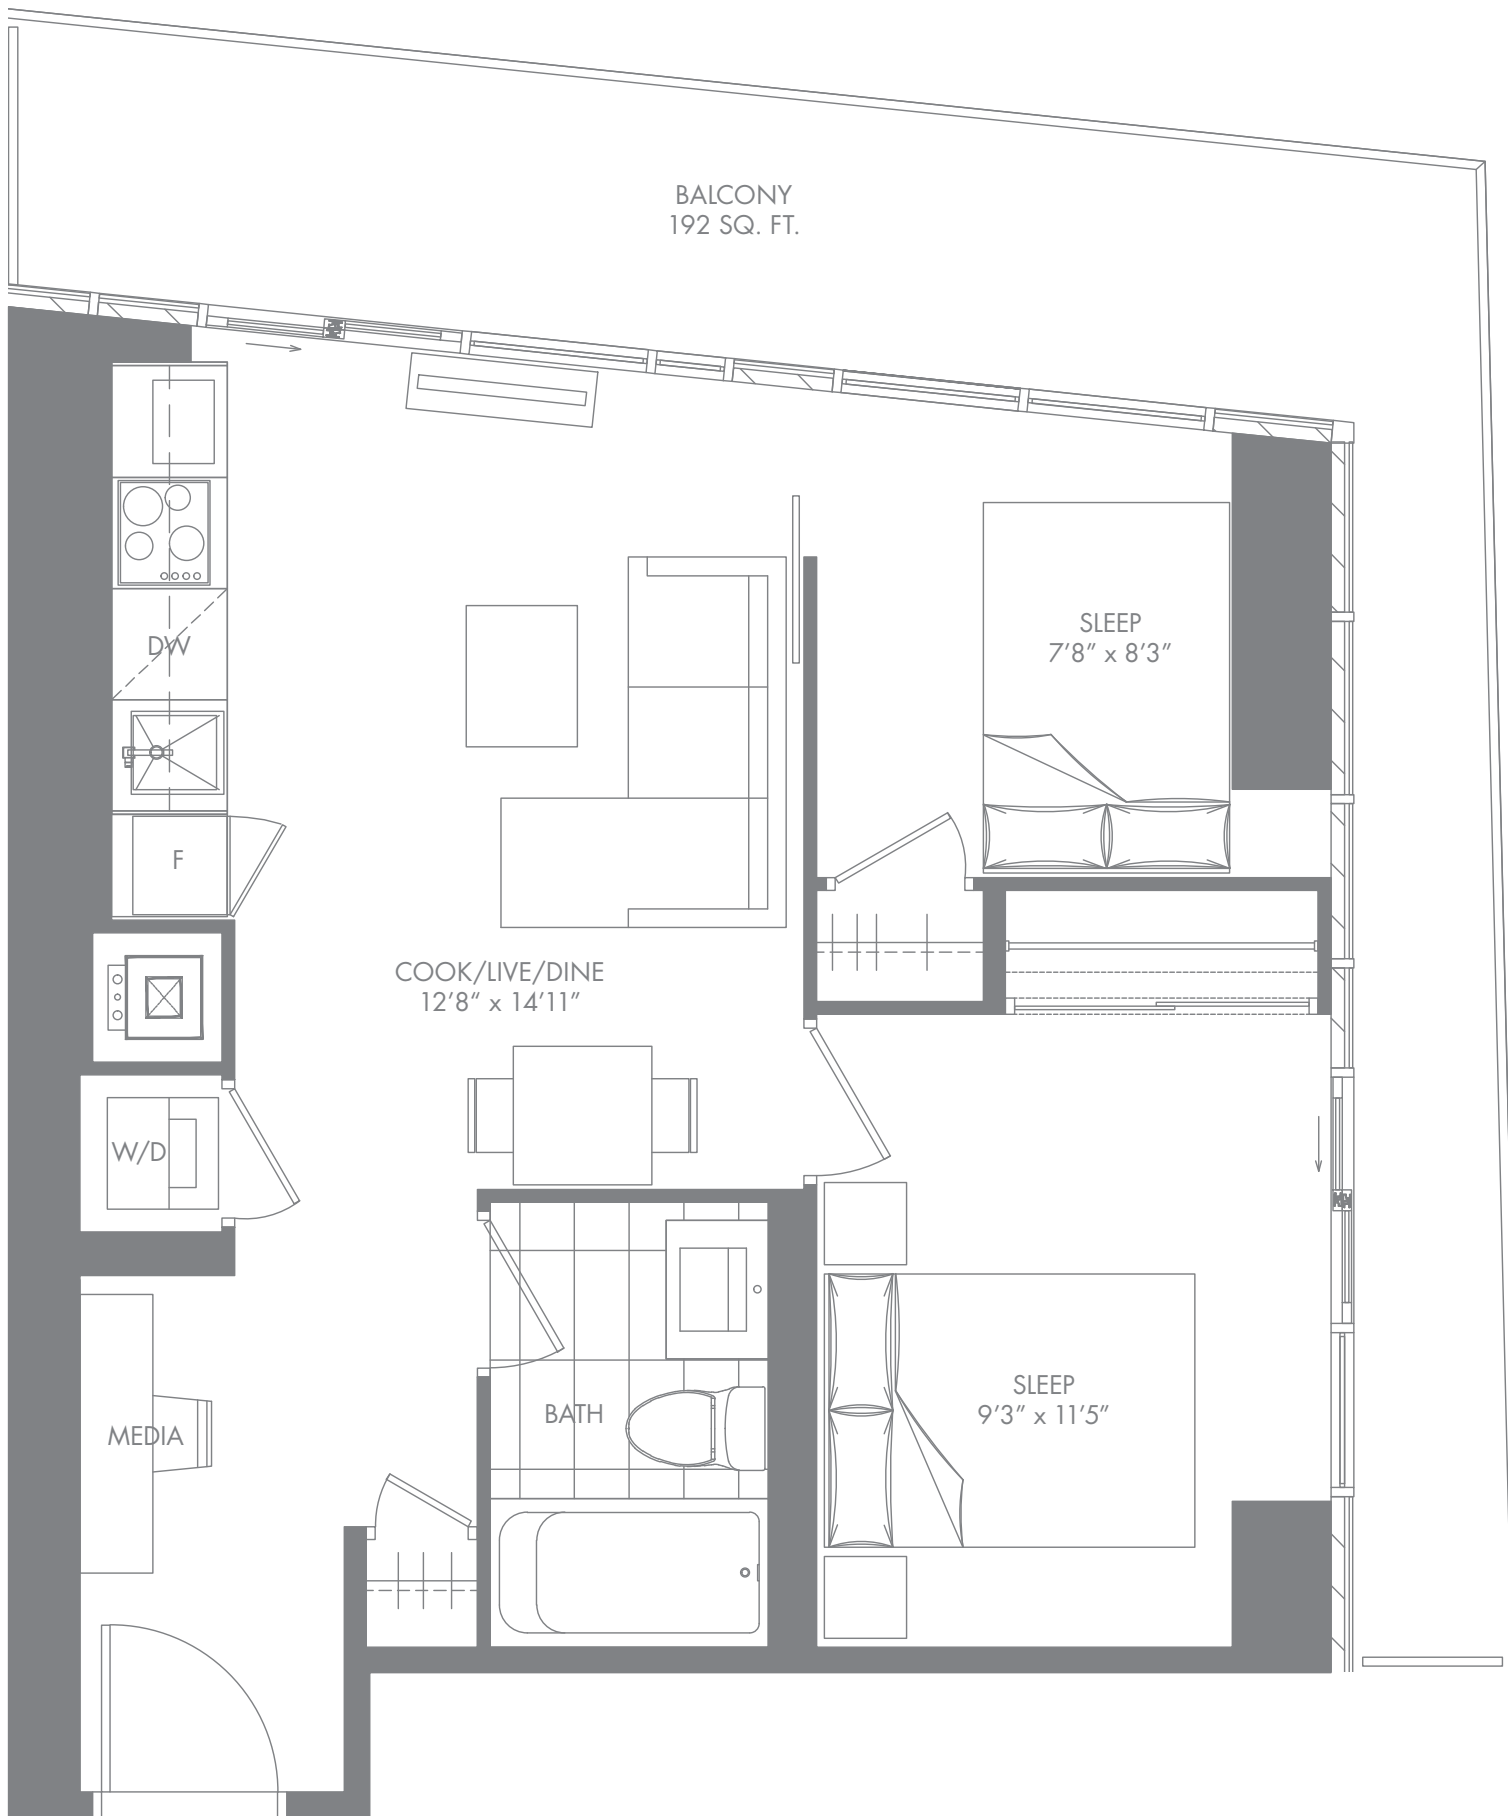 BALCONY
192 SQ. FT.
DW
SLEEP
7’8” x 8’3”
F
COOK/LIVE/DINE
12’8“ x 14’11”
W/D
SLEEP
9’3” x 11’5”
BATH
MEDIA